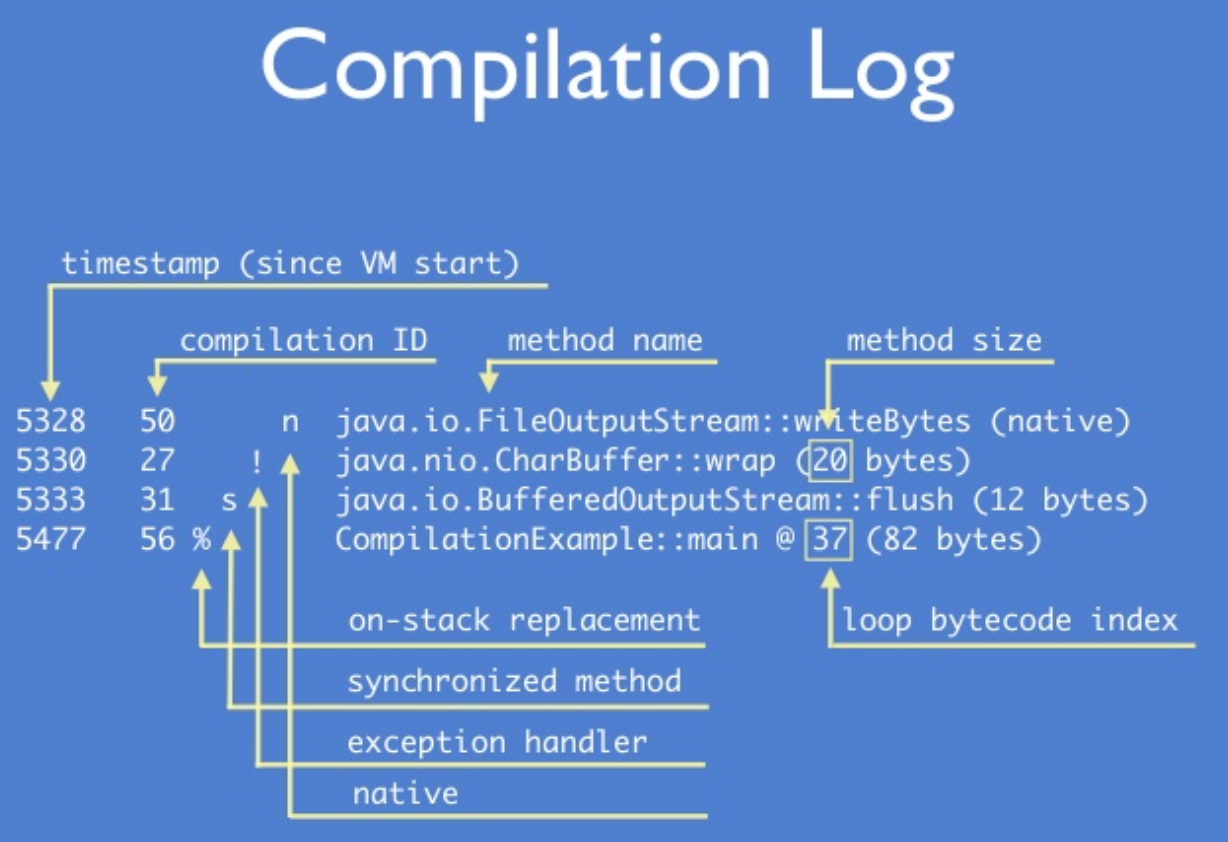 Compilation Log
timestamp (since VM start)
compilation ID method name method size
5328 50 n java.io.FileOutputStream::writeBytes (native)
5330 27 ! java.nio.CharBuffer::wrap (20 bytes)
5333 31 s java.io.BufferedOutputStream::flush (12 bytes)
5477 56 % CompilationExample::main @ 37 (82 bytes)
on-stack replacement loop bytecode index
synchronized method
exception handler
native